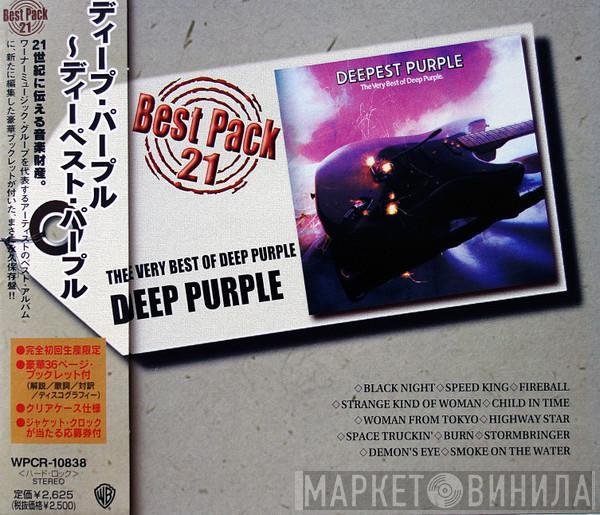 Best Pack
21
21世紀に伝える音楽財産。
ワーナーミュージック・グループを代表するアーティストのベスト・アルバム
に、新たに編集した豪華ブックレットが付いた、まさに永久保存盤!!
ディープ・パープル
～ディーペスト・パープル
●完全初回生産限定
●豪華36ページ・
ブックレット付
(解説／歌詞／対訳
／ディスコグラフィー)
●クリアケース仕様
●ジャケット・クロック
が当たる応募券付
WPCR-10838
<ハード・ロック>
STEREO
定価¥2,625
(税抜価格¥2,500)
WB
Best Pack
21
THE VERY BEST OF DEEP PURPLE
DEEP PURPLE
DEEPEST PURPLE
The Very Best of Deep Purple.
◇BLACK NIGHT◇SPEED KING◇FIREBALL
◇STRANGE KIND OF WOMAN◇CHILD IN TIME
◇WOMAN FROM TOKYO◇HIGHWAY STAR
◇SPACE TRUCKIN'◇BURN◇STORMBRINGER
◇DEMON'S EYE◇SMOKE ON THE WATER
МАРКЕТ ВИНИЛА